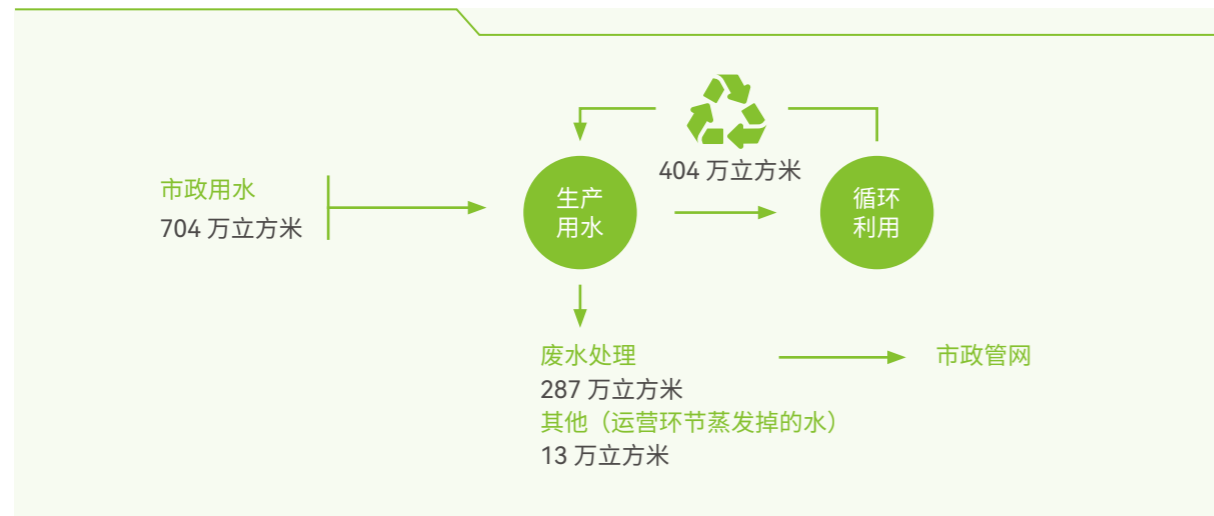 404 万立方米
市政用水
704 万立方米
生产
用水
循环
利用
废水处理
287 万立方米
其他（运营环节蒸发掉的水）
13 万立方米
市政管网